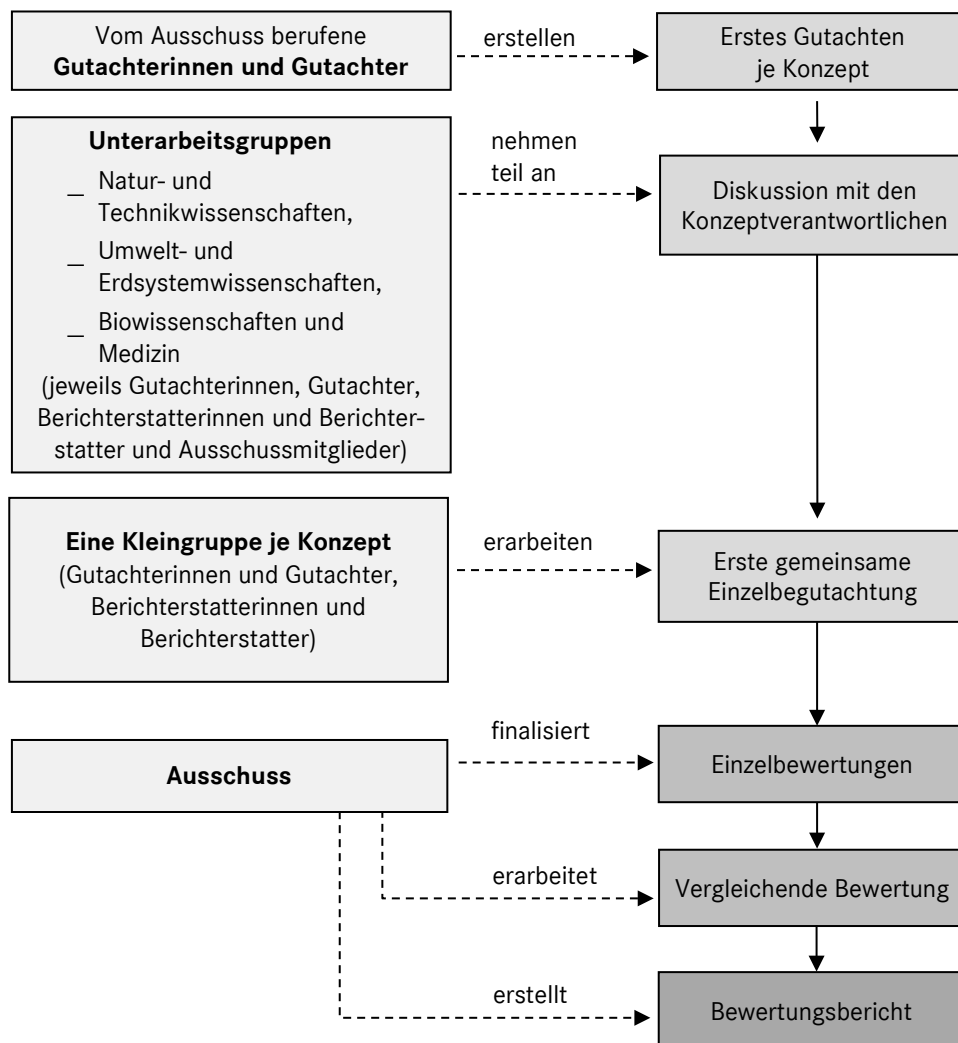 Vom Ausschuss berufene
Gutachterinnen und Gutachter
erstellen
Erstes Gutachten
je Konzept
Unterarbeitsgruppen
_ Natur- und
Technikwissenschaften,
_ Umwelt- und
Erdsystemwissenschaften,
_ Biowissenschaften und
Medizin
(jeweils Gutachterinnen, Gutachter,
Berichterstatterinnen und Berichter-
statter und Ausschussmitglieder)
nehmen
teil an
Diskussion mit den
Konzeptverantwortlichen
Eine Kleingruppe je Konzept
(Gutachterinnen und Gutachter,
Berichterstatterinnen und
Berichterstatter)
erarbeiten
Erste gemeinsame
Einzelbegutachtung
Ausschuss
finalisiert
Einzelbewertungen
erarbeitet
Vergleichende Bewertung
erstellt
Bewertungsbericht